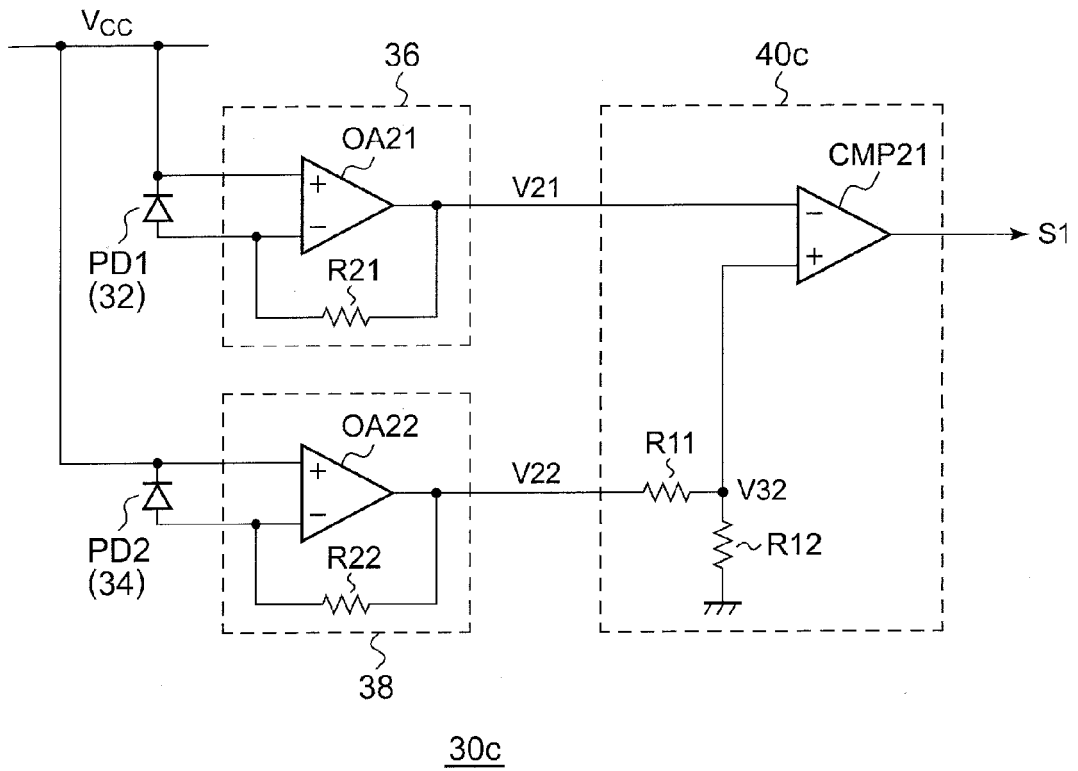 VCC
36
40c
OA21
CMP21
V21
+
−
−
+
S1
PD1
(32)
R21
OA22
R11
V22
V32
+
−
R12
PD2
(34)
R22
38
30c